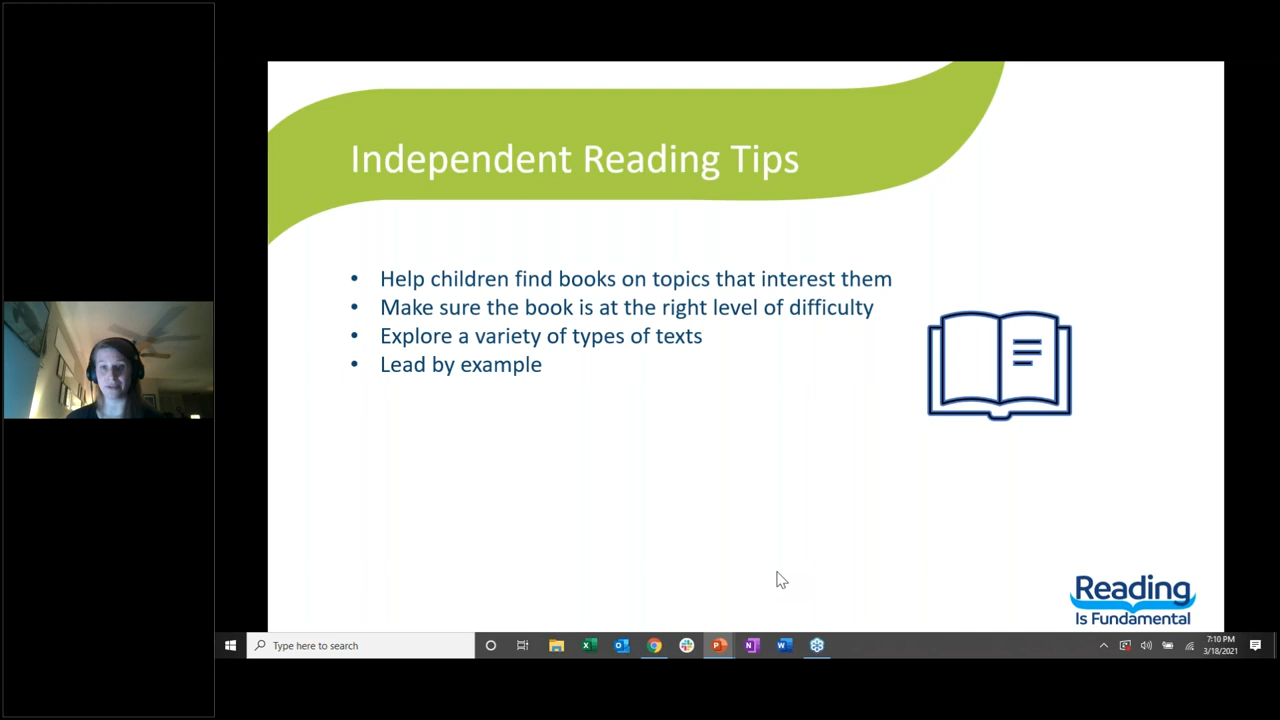 Independent Reading Tips
• Help children find books on topics that interest them
• Make sure the book is at the right level of difficulty
• Explore a variety of types of texts
• Lead by example
Reading
Is Fundamental
Type here to search
7:10 PM
3/18/2021